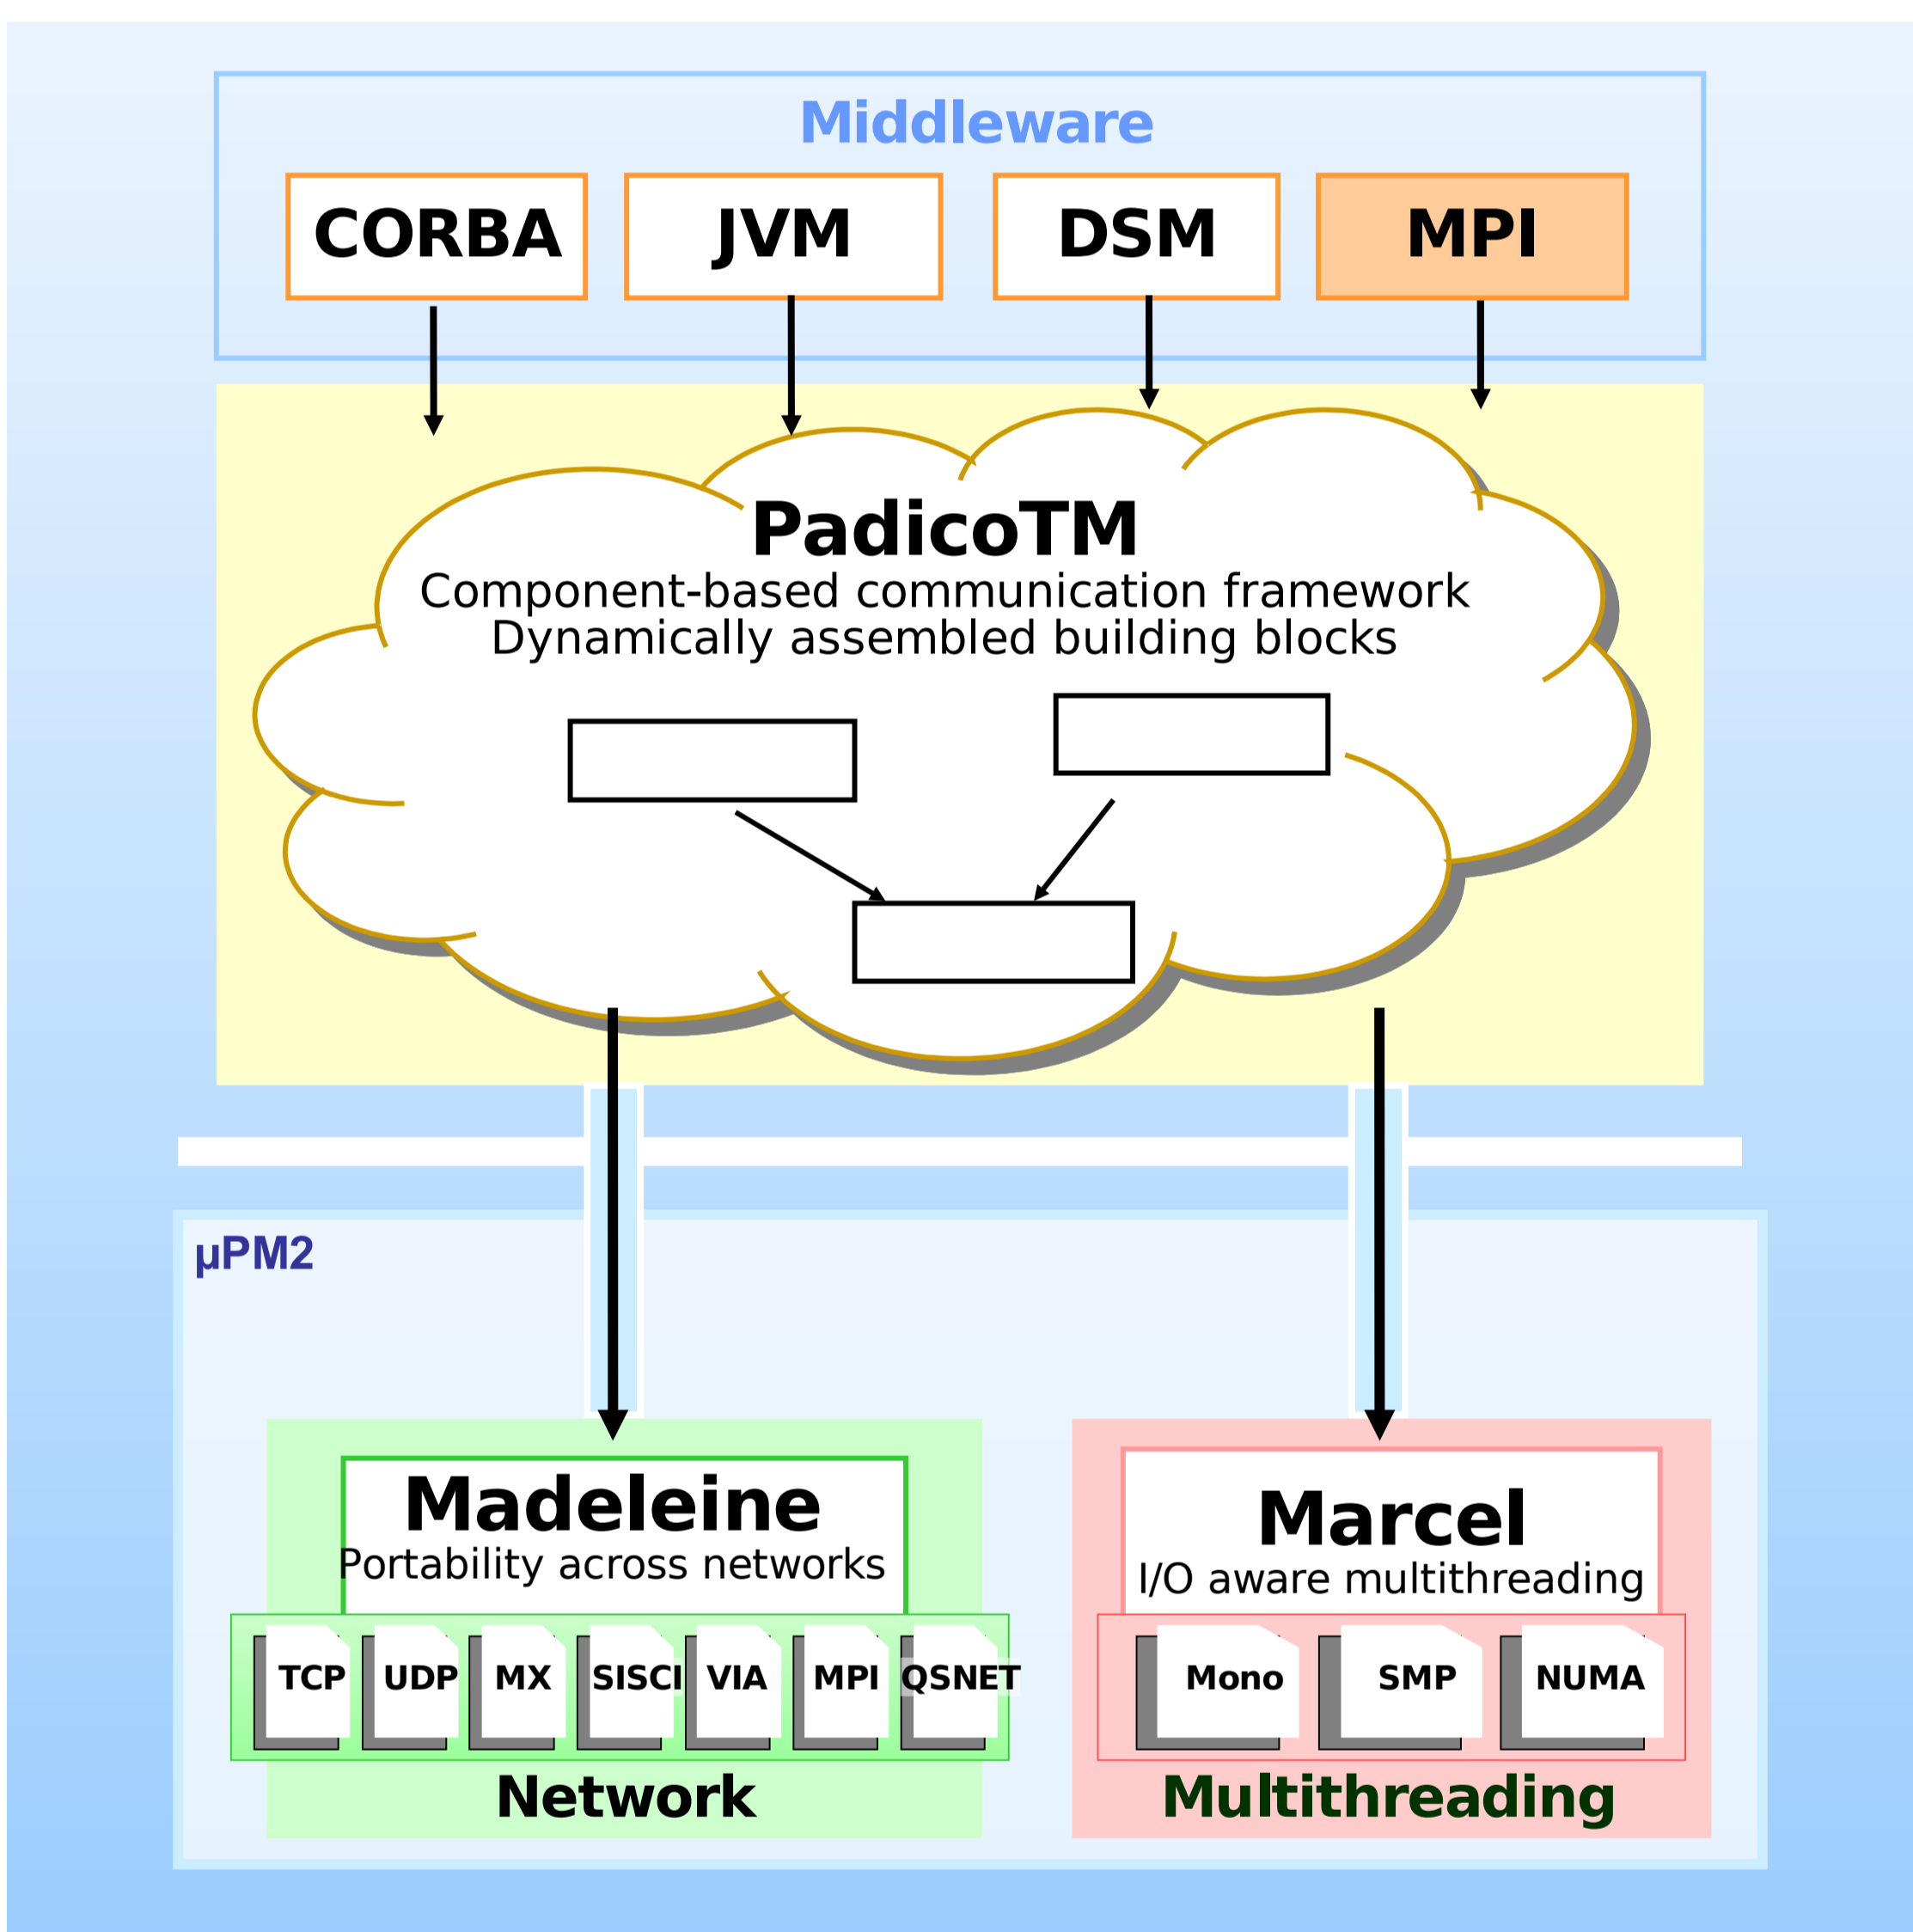 Middleware
CORBA
JVM
DSM
MPI
PadicoTM
Component-based communication framework
Dynamically assembled building blocks
µPM2
Madeleine
Portability across networks
TCP
UDP
MX
SISCI
VIA
MPI
QSNET
Network
Marcel
I/O aware multithreading
Mono
SMP
NUMA
Multithreading